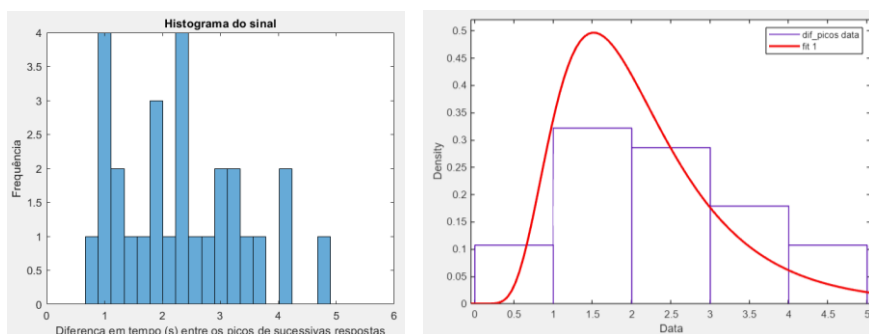 Histograma do sinal
Frequência
4
3.5
3
2.5
2
1.5
1
0.5
0
0 1 2 3 4 5 6
Diferença em tempo (s) entre os picos de sucessivas respostas
dif_picos data
fit 1
Density
0.5
0.45
0.4
0.35
0.3
0.25
0.2
0.15
0.1
0.05
0
0 0.5 1 1.5 2 2.5 3 3.5 4 4.5 5
Data